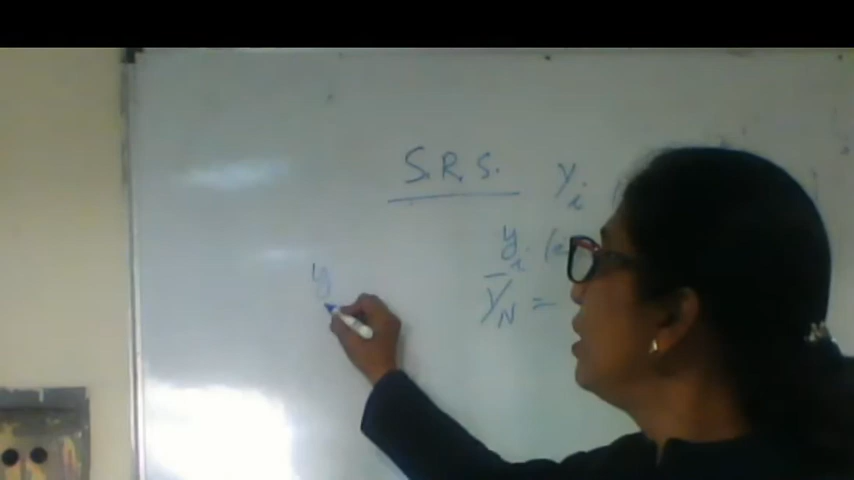 S.R.S. Yi
yi (
ȲN =
y